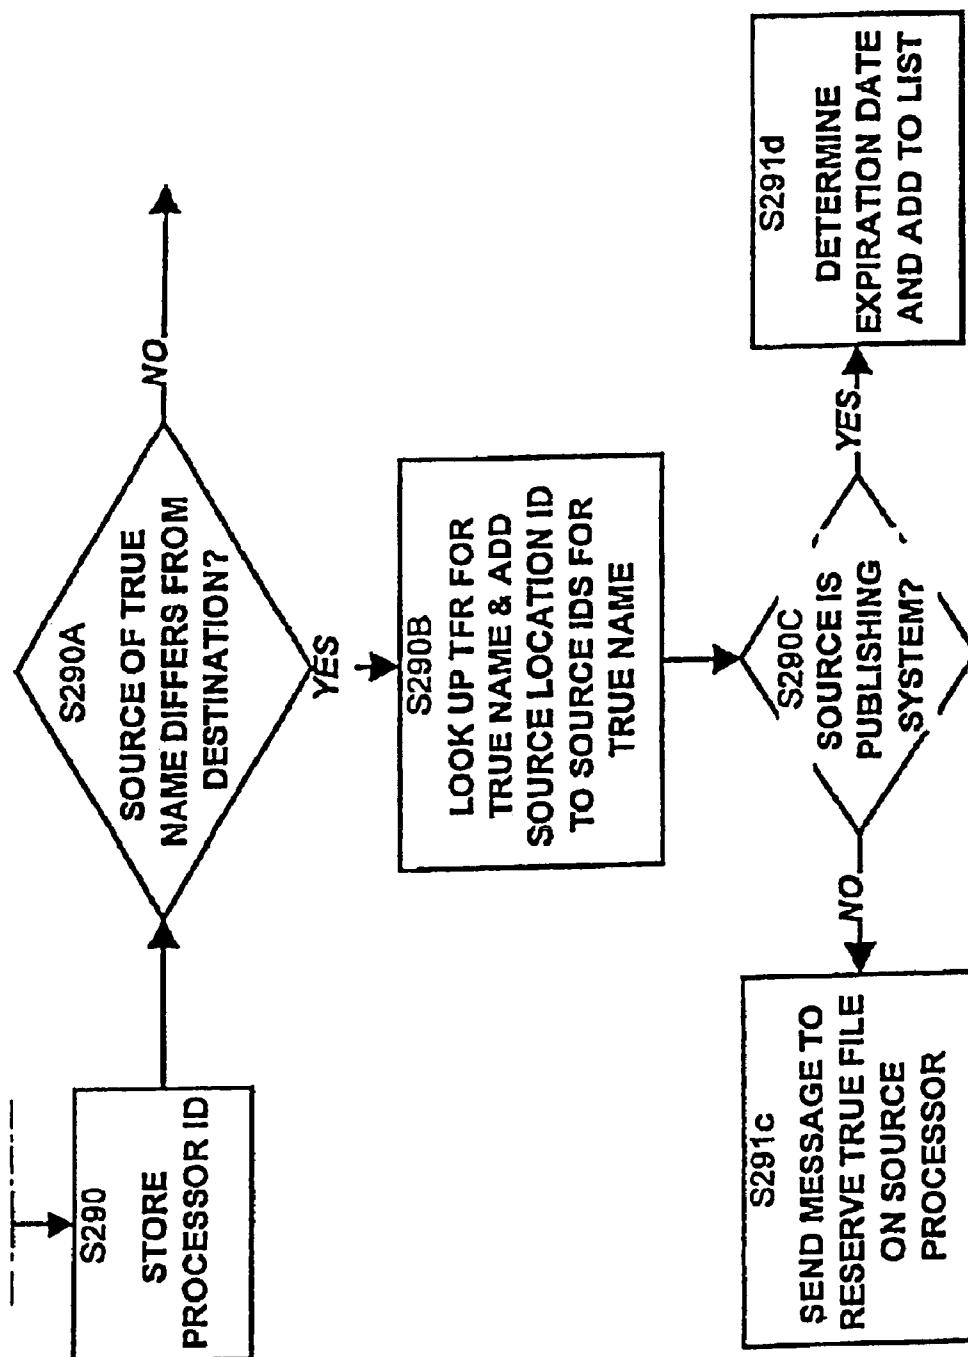 S290
STORE
PROCESSOR ID
S290A
SOURCE OF TRUE
NAME DIFFERS FROM
DESTINATION?
NO
YES
S290B
LOOK UP TFR FOR
TRUE NAME & ADD
SOURCE LOCATION ID
TO SOURCE IDS FOR
TRUE NAME
S290C
SOURCE IS
PUBLISHING
SYSTEM?
NO
YES
S291c
SEND MESSAGE TO
RESERVE TRUE FILE
ON SOURCE
PROCESSOR
S291d
DETERMINE
EXPIRATION DATE
AND ADD TO LIST